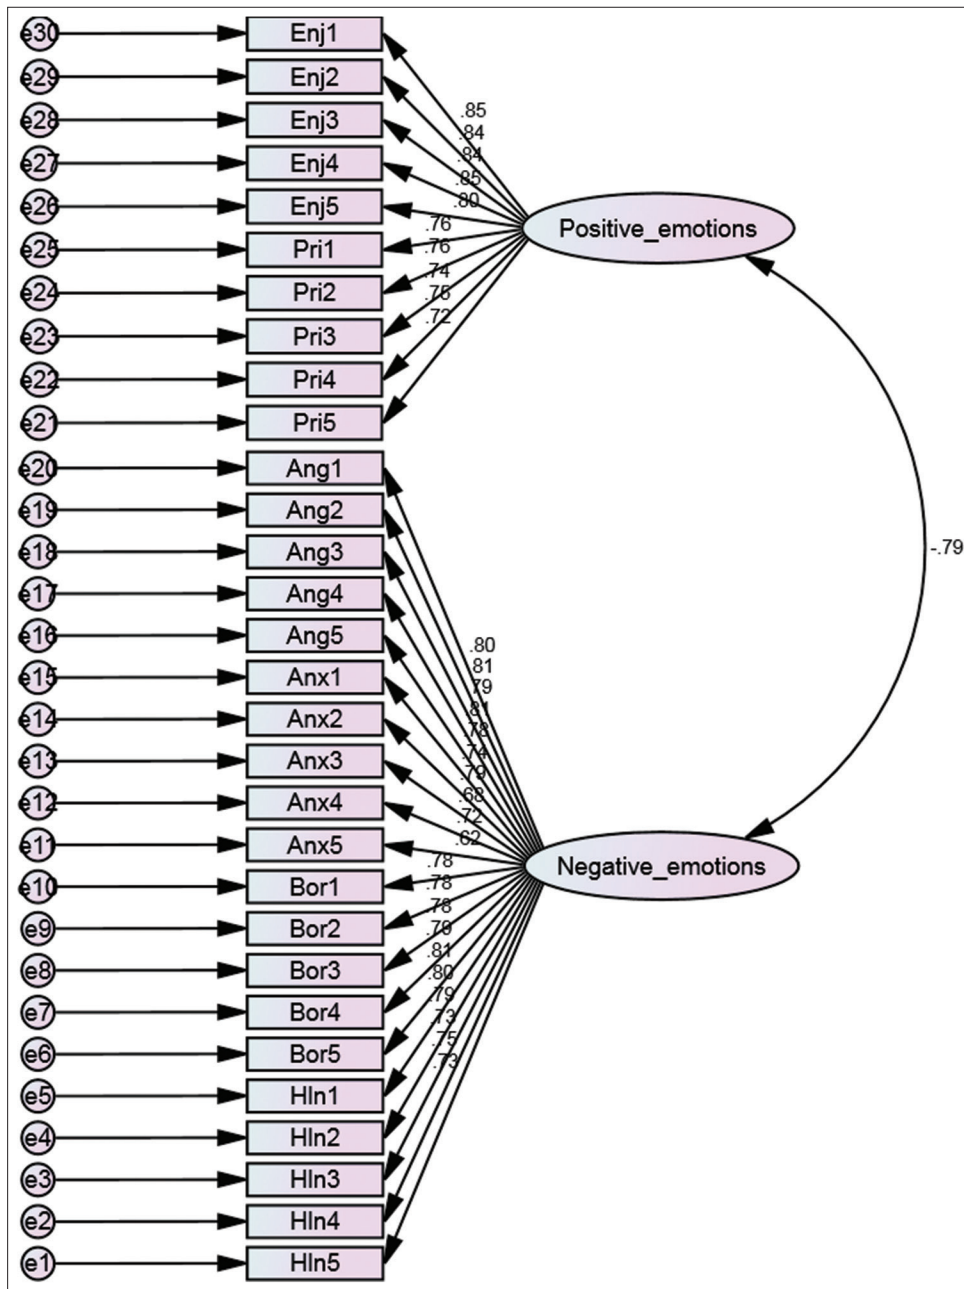 e30 Enj1
e29 Enj2
.85
e28 Enj3
.84
.84
e27 Enj4
.85
e26 Enj5
.80
Positive_emotions
.76
e25 Pri1
.76
.74
e24 Pri2
.75
.72
e23 Pri3
e22 Pri4
e21 Pri5
e20 Ang1
e19 Ang2
e18 Ang3
-.79
e17 Ang4
e16 Ang5
.80
.81
e15 Anx1
.79
.81
e14 Anx2
.78
.74
e13 Anx3
.79
.68
e12 Anx4
.72
.62
e11 Anx5
.78
Negative_emotions
e10 Bor1
.78
.78
e9 Bor2
.79
.81
e8 Bor3
.80
.79
e7 Bor4
.73
.75
e6 Bor5
.73
e5 Hln1
e4 Hln2
e3 Hln3
e2 Hln4
e1 Hln5